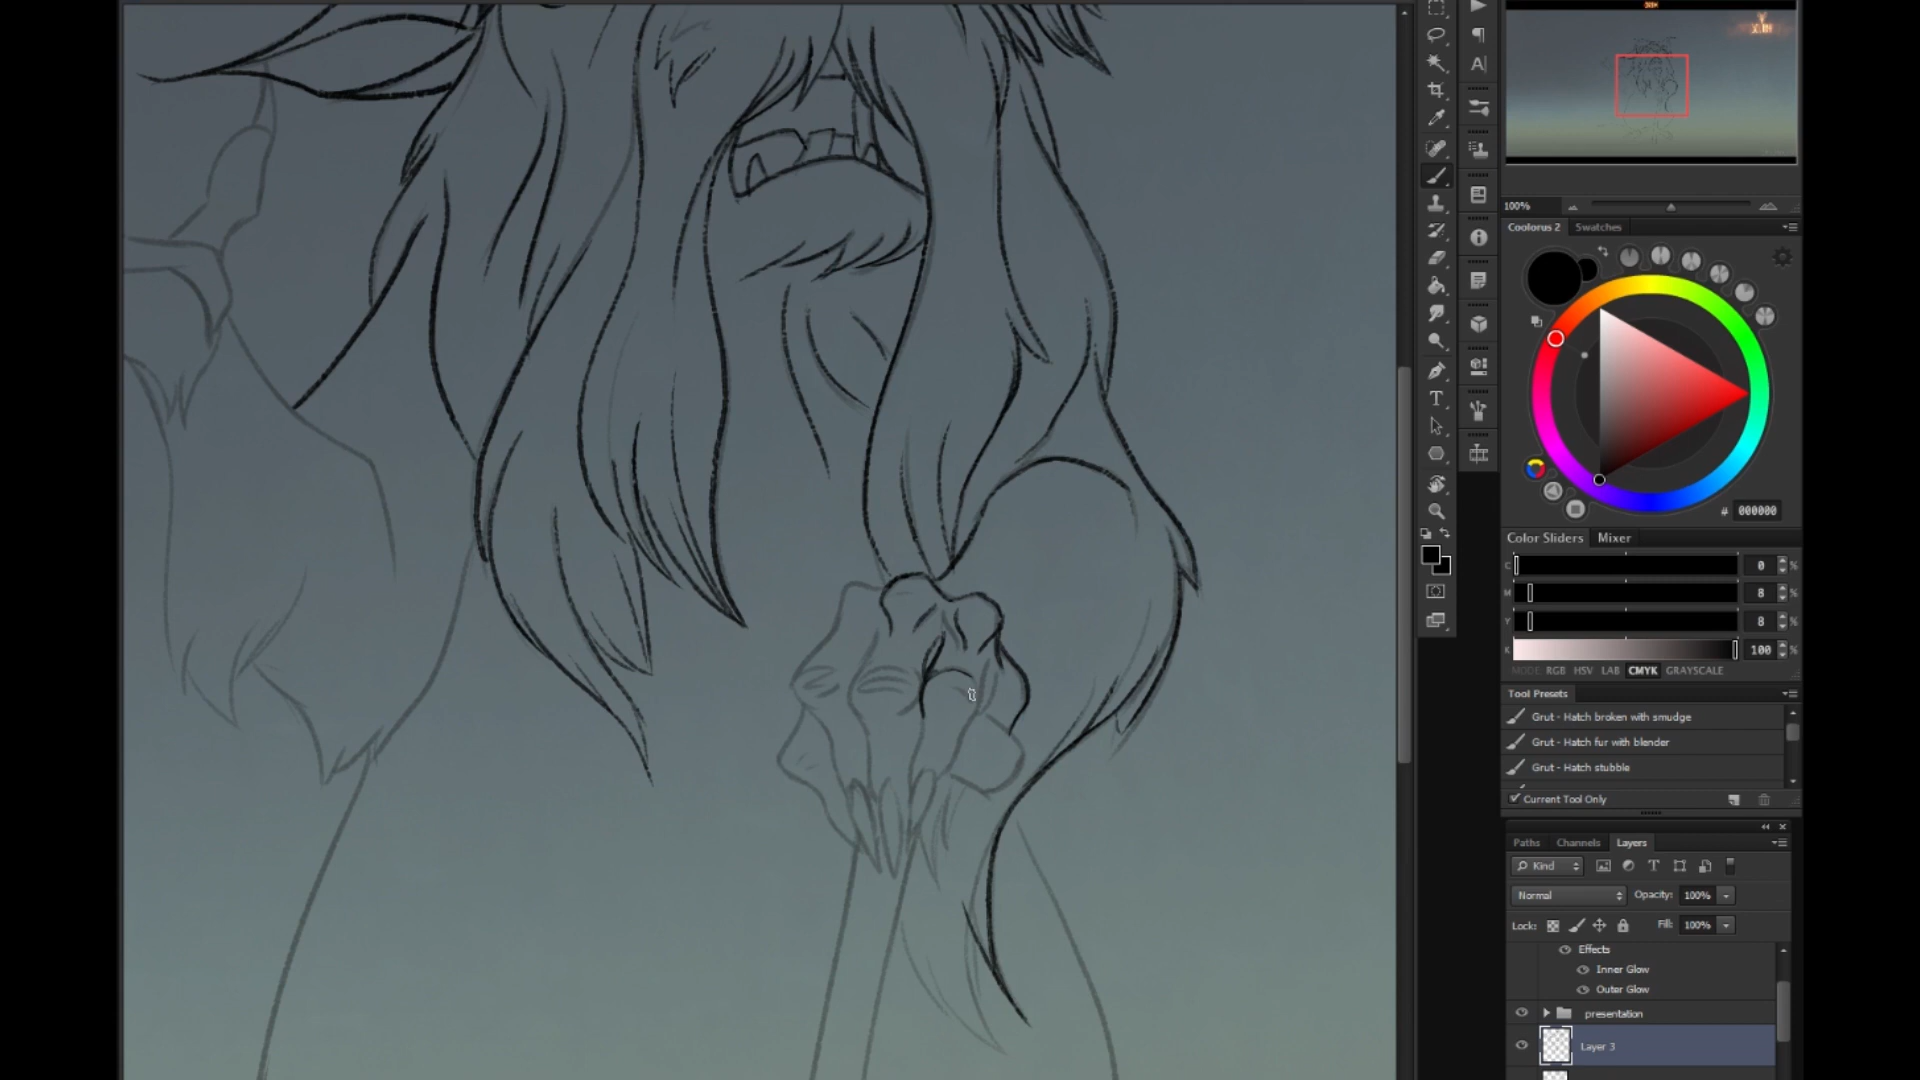 100%
Coolorus 2 Swatches
# 000000
Color Sliders Mixer
C 0 %
M 8 %
Y 8 %
K 100 %
MODE RGB HSV LAB CMYK GRAYSCALE
Tool Presets
Grut - Hatch broken with smudge
Grut - Hatch fur with blender
Grut - Hatch stubble
Current Tool Only
Paths Channels Layers
Kind
Normal Opacity: 100%
Lock: Fill: 100%
Effects
Inner Glow
Outer Glow
presentation
Layer 3